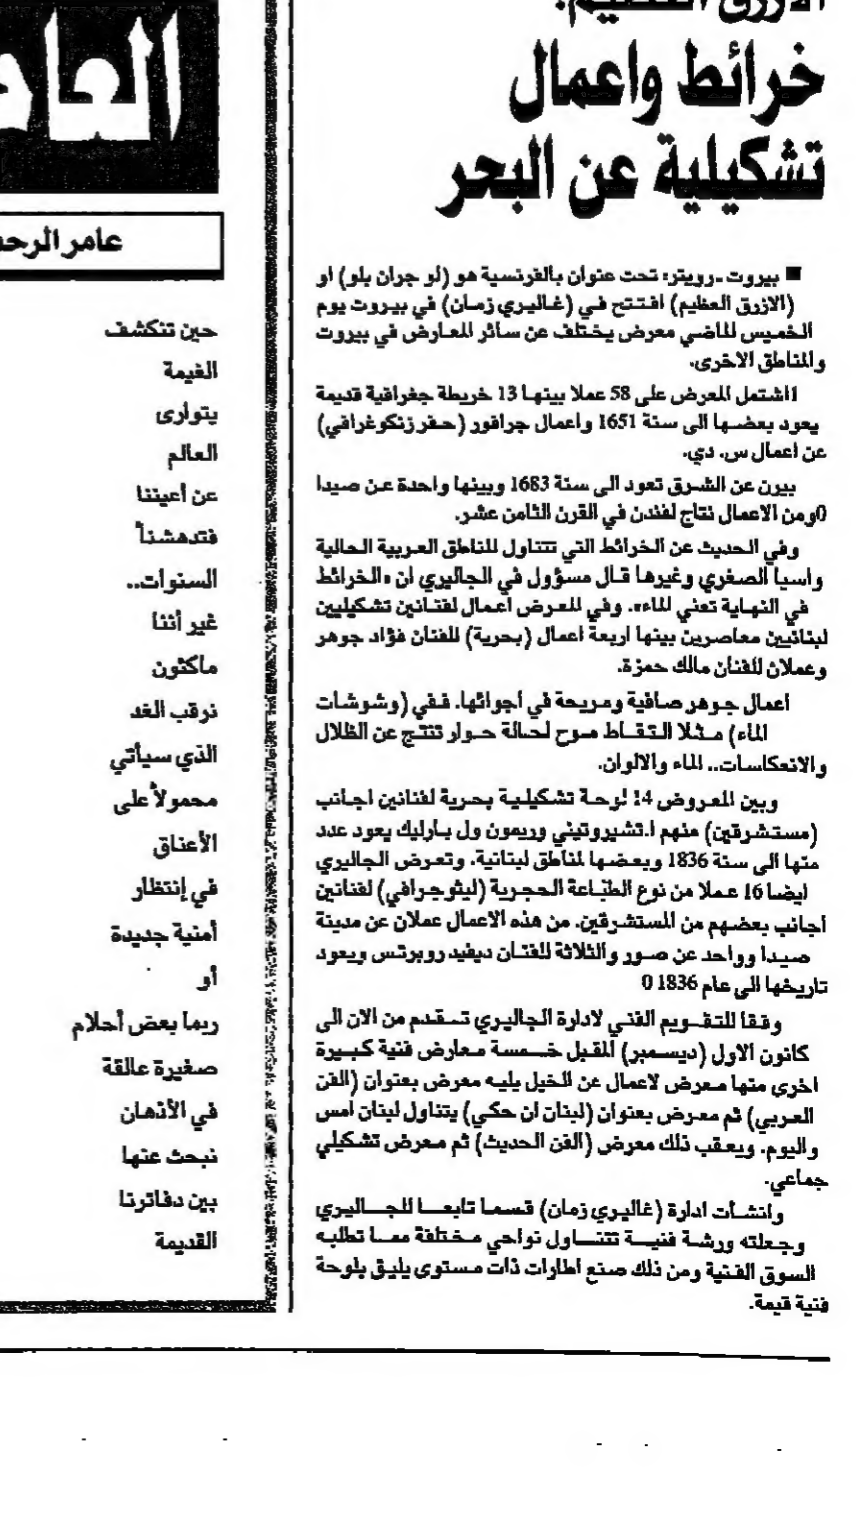 الازرق العظيم:
خرائط واعمال
تشكيلية عن البحر
■ بيروت ـ رويتر: تحت عنوان بالفرنسية هو (لو جران بلو) او
(الازرق العظيم) افتتح في (غاليري زمان) في بيروت يوم
الخميس الماضي معرض يختلف عن سائر المعارض في بيروت
والمناطق الاخرى.
ااشتمل المعرض على 58 عملا بينها 13 خريطة جغرافية قديمة
يعود بعضها الى سنة 1651 واعمال جرافور (حفر زنكوغرافي)
عن اعمال س. دي.
بيرن عن الشرق تعود الى سنة 1683 وبينها واحدة عن صيدا
0ومن الاعمال نتاج لفندن في القرن الثامن عشر.
وفي الحديث عن الخرائط التي تتناول المناطق العربية الحالية
واسيا الصغرى وغيرها قال مسؤول في الجاليري ان «الخرائط
في النهاية تعني الماء». وفي المعرض اعمال لفنانين تشكيليين
لبنانيين معاصرين بينها اربعة اعمال (بحرية) للفنان فؤاد جوهر
وعملان للفنان مالك حمزة.
اعمال جوهر صافية ومريحة في اجوائها. ففي (وشوشات
الماء) مثلا التقاط موح لحالة حوار تنتج عن الظلال
والانعكاسات.. الماء والالوان.
وبين المعروض 14 لوحة تشكيلية بحرية لفنانين اجانب
(مستشرقين) منهم ا.تشيروتيني وريمون ول بارليك يعود عدد
منها الى سنة 1836 وبعضها لمناطق لبنانية. وتعرض الجاليري
ايضا 16 عملا من نوع الطباعة الحجرية (ليثوجرافي) لفنانين
أجانب بعضهم من المستشرقين. من هذه الاعمال عملان عن مدينة
صيدا وواحد عن صور والثلاثة للفنان ديفيد روبرتس ويعود
تاريخها الى عام 1836 0
وفقا للتقويم الفني لادارة الجاليري تستقدم من الان الى
كانون الاول (ديسمبر) المقبل خمسة معارض فنية كبيرة
اخرى منها معرض لاعمال عن الخيل يليه معرض بعنوان (الفن
العربي) ثم معرض بعنوان (لبنان ان حكي) يتناول لبنان امس
واليوم. ويعقب ذلك معرض (الفن الحديث) ثم معرض تشكيلي
جماعي.
وانشأت ادارة (غاليري زمان) قسما تابعا للجاليري
وجعلته ورشة فنية تتناول نواحي مختلفة مما تطلبه
السوق الفنية ومن ذلك صنع اطارات ذات مستوى يليق بلوحة
فنية قيمة.
عامر الرحـ
حين تنكشف
الغيمة
يتوارى
العالم
عن أعيننا
فتدهشناً
السنوات..
غير أننا
ماكثون
نرقب الغد
الذي سيأتي
محمولاً على
الأعناق
في إنتظار
أمنية جديدة
أو
ربما بعض أحلام
صغيرة عالقة
في الأذهان
نبحث عنها
بين دفاترنا
القديمة